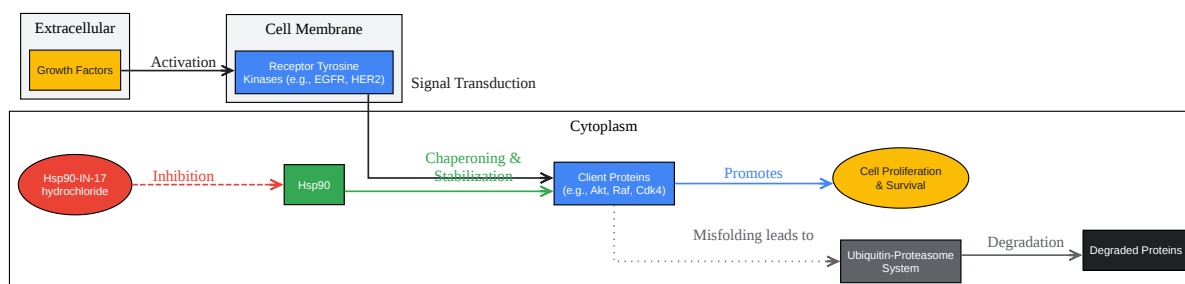 Extracellular
Cell Membrane
Growth Factors
Activation
Receptor Tyrosine
Kinases (e.g., EGFR, HER2)
Signal Transduction
Cytoplasm
Hsp90-IN-17
hydrochloride
Inhibition
Hsp90
Chaperoning &
Stabilization
Client Proteins
(e.g., Akt, Raf, Cdk4)
Promotes
Cell Proliferation
& Survival
Misfolding leads to
Ubiquitin-Proteasome
System
Degradation
Degraded Proteins